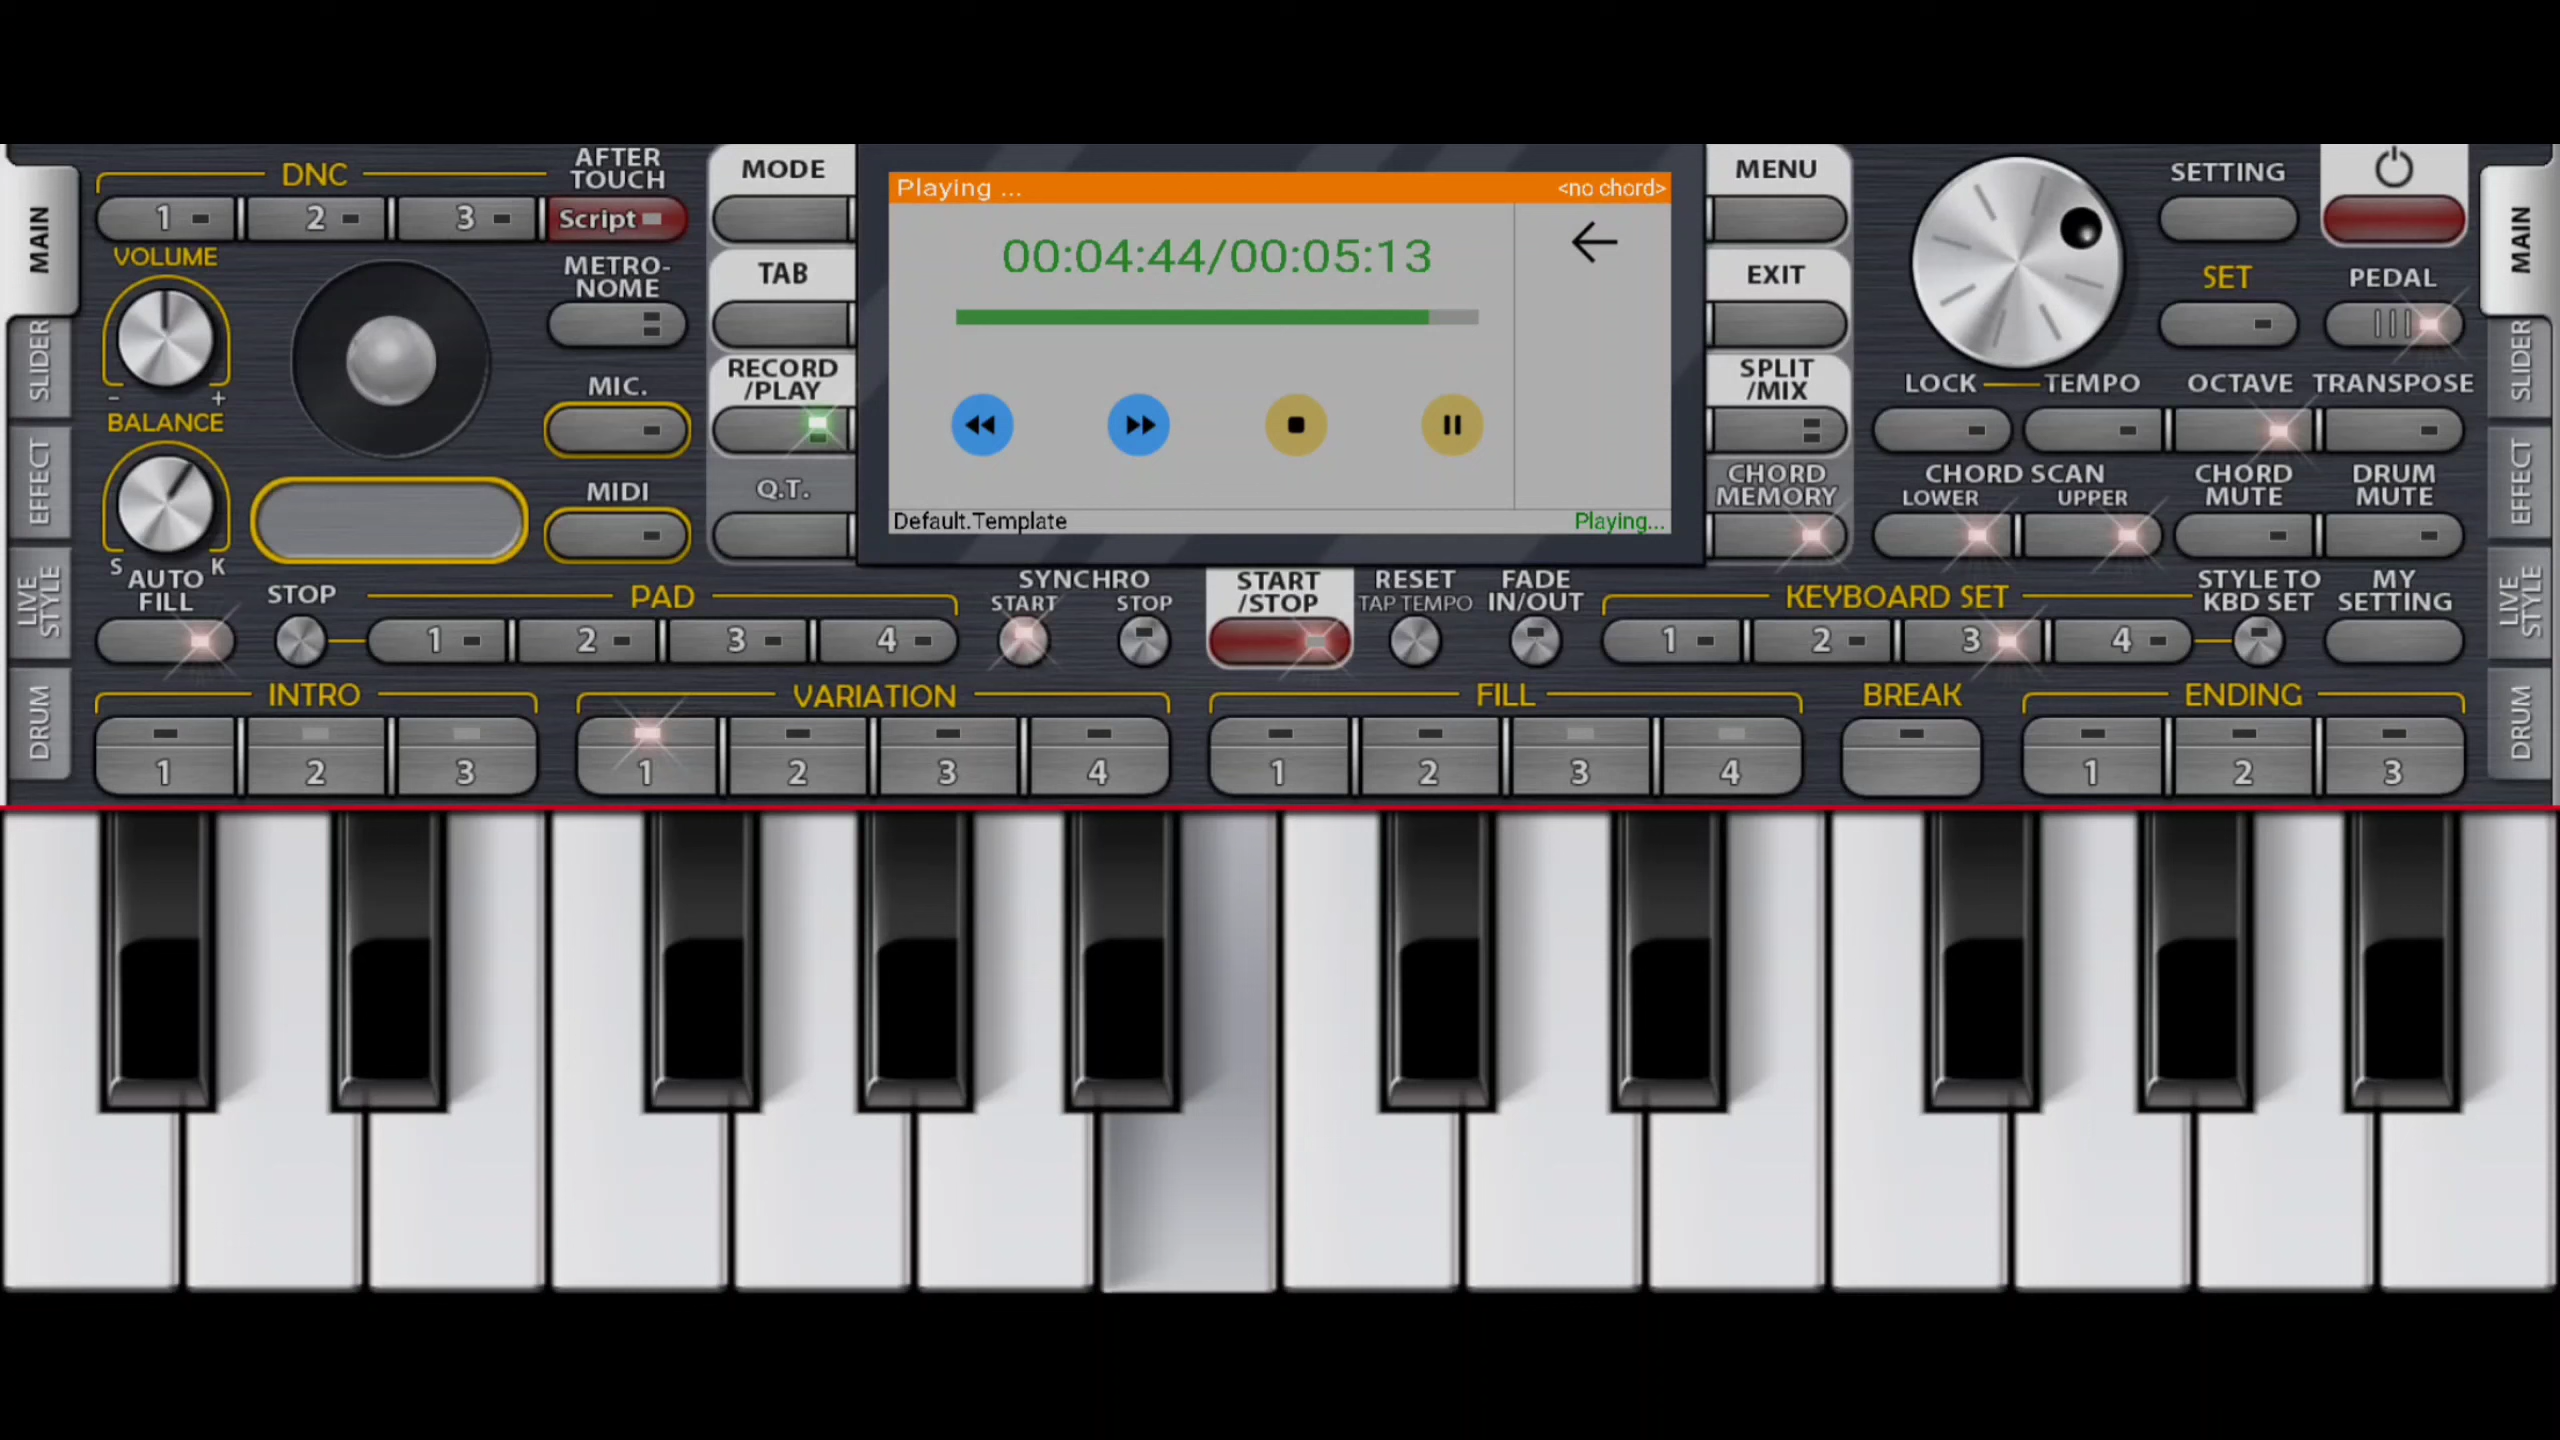 DNC
AFTER
TOUCH
1 2 3 Script
VOLUME
- +
METRO-
NOME
BALANCE
S K
MIC.
MIDI
MODE
TAB
RECORD
/PLAY
Q.T.
Playing ... <no chord>
00:04:44/00:05:13
Default.Template Playing...
MENU
EXIT
SPLIT
/MIX
CHORD
MEMORY
SETTING
SET PEDAL
LOCK TEMPO OCTAVE TRANSPOSE
CHORD SCAN
LOWER UPPER
CHORD
MUTE
DRUM
MUTE
MAIN
SLIDER
EFFECT
LIVE
STYLE
DRUM
MAIN
SLIDER
EFFECT
LIVE
STYLE
DRUM
AUTO
FILL
STOP
PAD
1 2 3 4
SYNCHRO
START STOP
START
/STOP
RESET
TAP TEMPO
FADE
IN/OUT
KEYBOARD SET
1 2 3 4
STYLE TO
KBD SET
MY
SETTING
INTRO
1 2 3
VARIATION
1 2 3 4
FILL
1 2 3 4
BREAK
ENDING
1 2 3